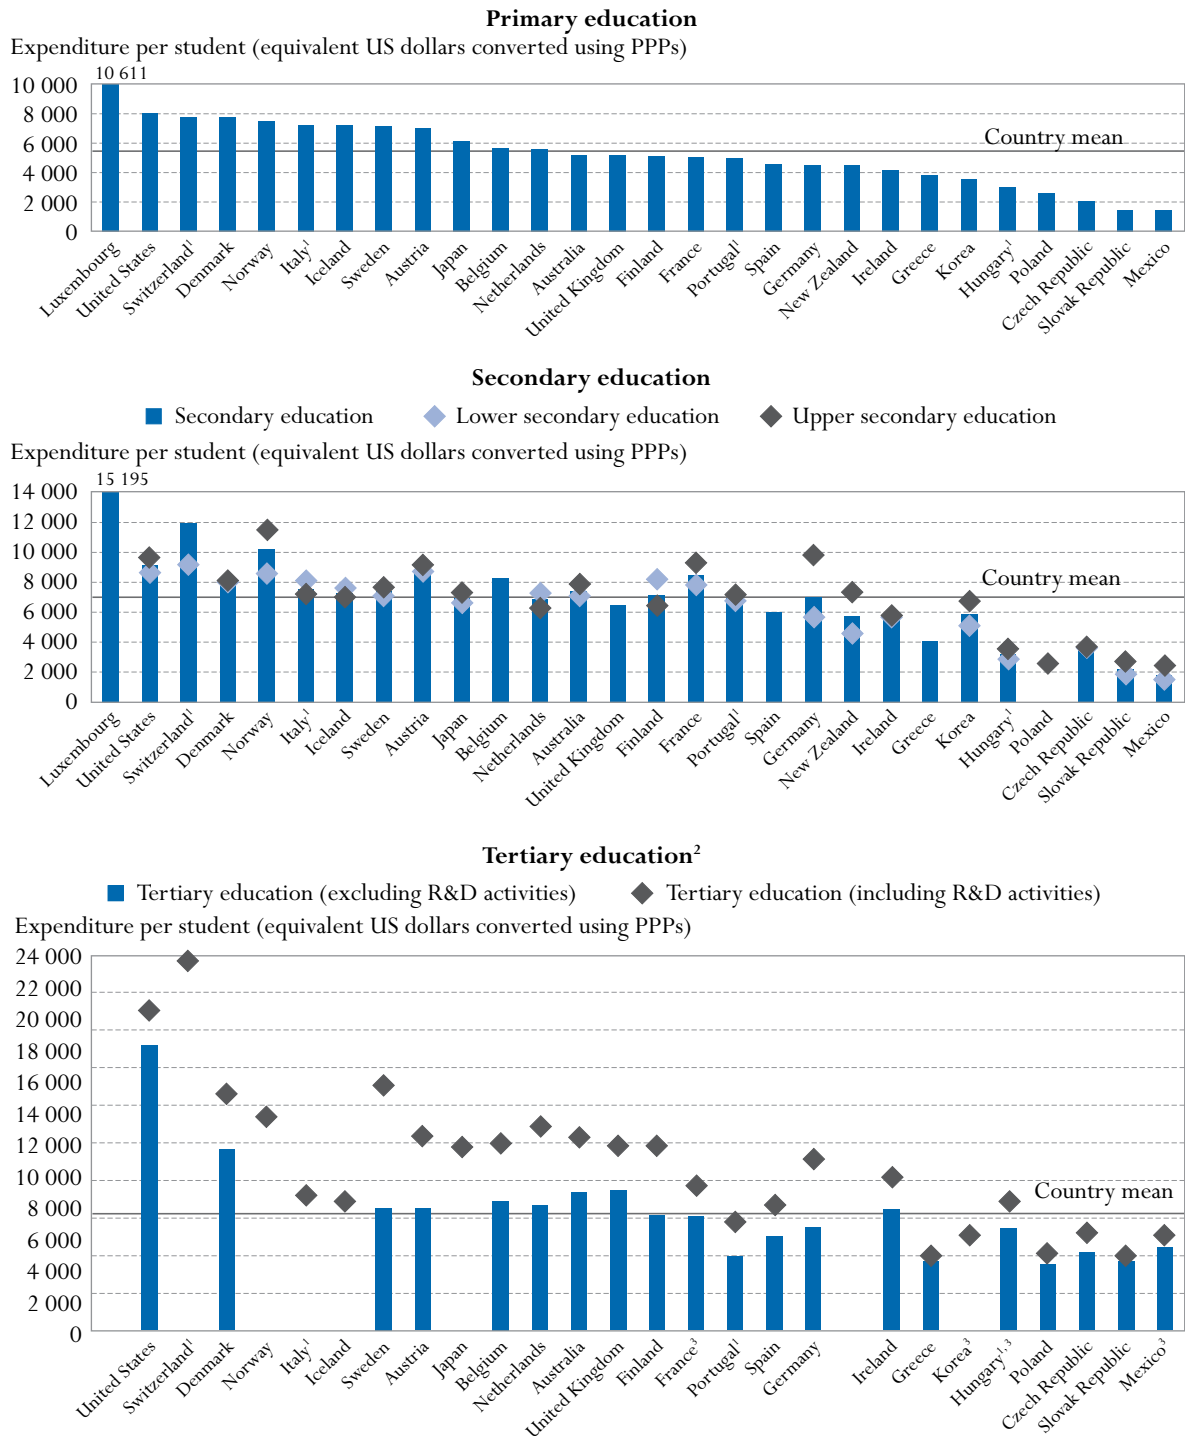 Primary education
Expenditure per student (equivalent US dollars converted using PPPs)
10 611
10 000
8 000
6 000
4 000
2 000
0
Country mean
Luxembourg
United States
Switzerland¹
Denmark
Norway
Italy¹
Iceland
Sweden
Austria
Japan
Belgium
Netherlands
Australia
United Kingdom
Finland
France
Portugal¹
Spain
Germany
New Zealand
Ireland
Greece
Korea
Hungary¹
Poland
Czech Republic
Slovak Republic
Mexico
Secondary education
Secondary education
Lower secondary education
Upper secondary education
Expenditure per student (equivalent US dollars converted using PPPs)
15 195
14 000
12 000
10 000
8 000
6 000
4 000
2 000
0
Country mean
Luxembourg
United States
Switzerland¹
Denmark
Norway
Italy¹
Iceland
Sweden
Austria
Japan
Belgium
Netherlands
Australia
United Kingdom
Finland
France
Portugal¹
Spain
Germany
New Zealand
Ireland
Greece
Korea
Hungary¹
Poland
Czech Republic
Slovak Republic
Mexico
Tertiary education²
Tertiary education (excluding R&D activities)
Tertiary education (including R&D activities)
Expenditure per student (equivalent US dollars converted using PPPs)
24 000
22 000
20 000
18 000
16 000
14 000
12 000
10 000
8 000
6 000
4 000
2 000
0
Country mean
United States
Switzerland¹
Denmark
Norway
Italy¹
Iceland
Sweden
Austria
Japan
Belgium
Netherlands
Australia
United Kingdom
Finland
France³
Portugal¹
Spain
Germany
Ireland
Greece
Korea³
Hungary¹·³
Poland
Czech Republic
Slovak Republic
Mexico³